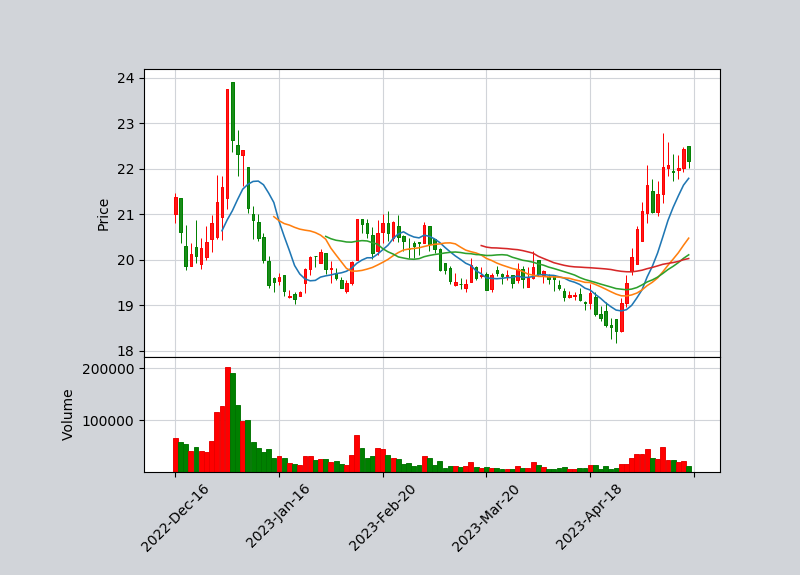 24
23
22
21
20
19
18
Price
200000
100000
Volume
2022-Dec-16
2023-Jan-16
2023-Feb-20
2023-Mar-20
2023-Apr-18